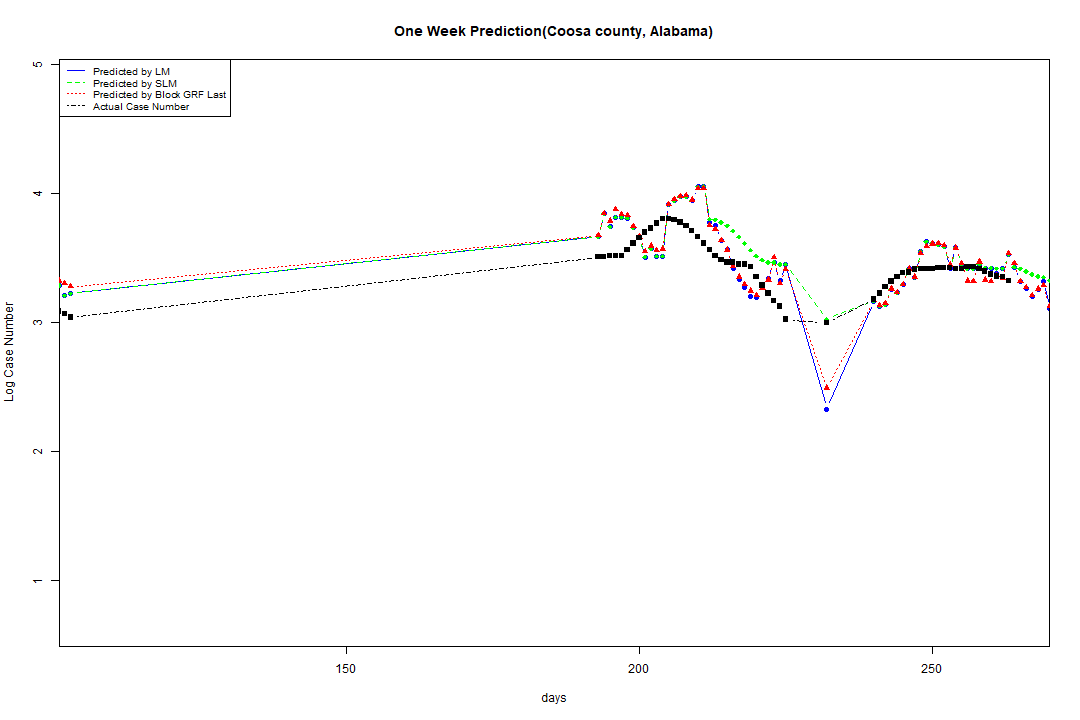 One Week Prediction(Coosa county, Alabama)
Predicted by LM
Predicted by SLM
Predicted by Block GRF Last
Actual Case Number
5
4
3
2
1
Log Case Number
150 200 250
days